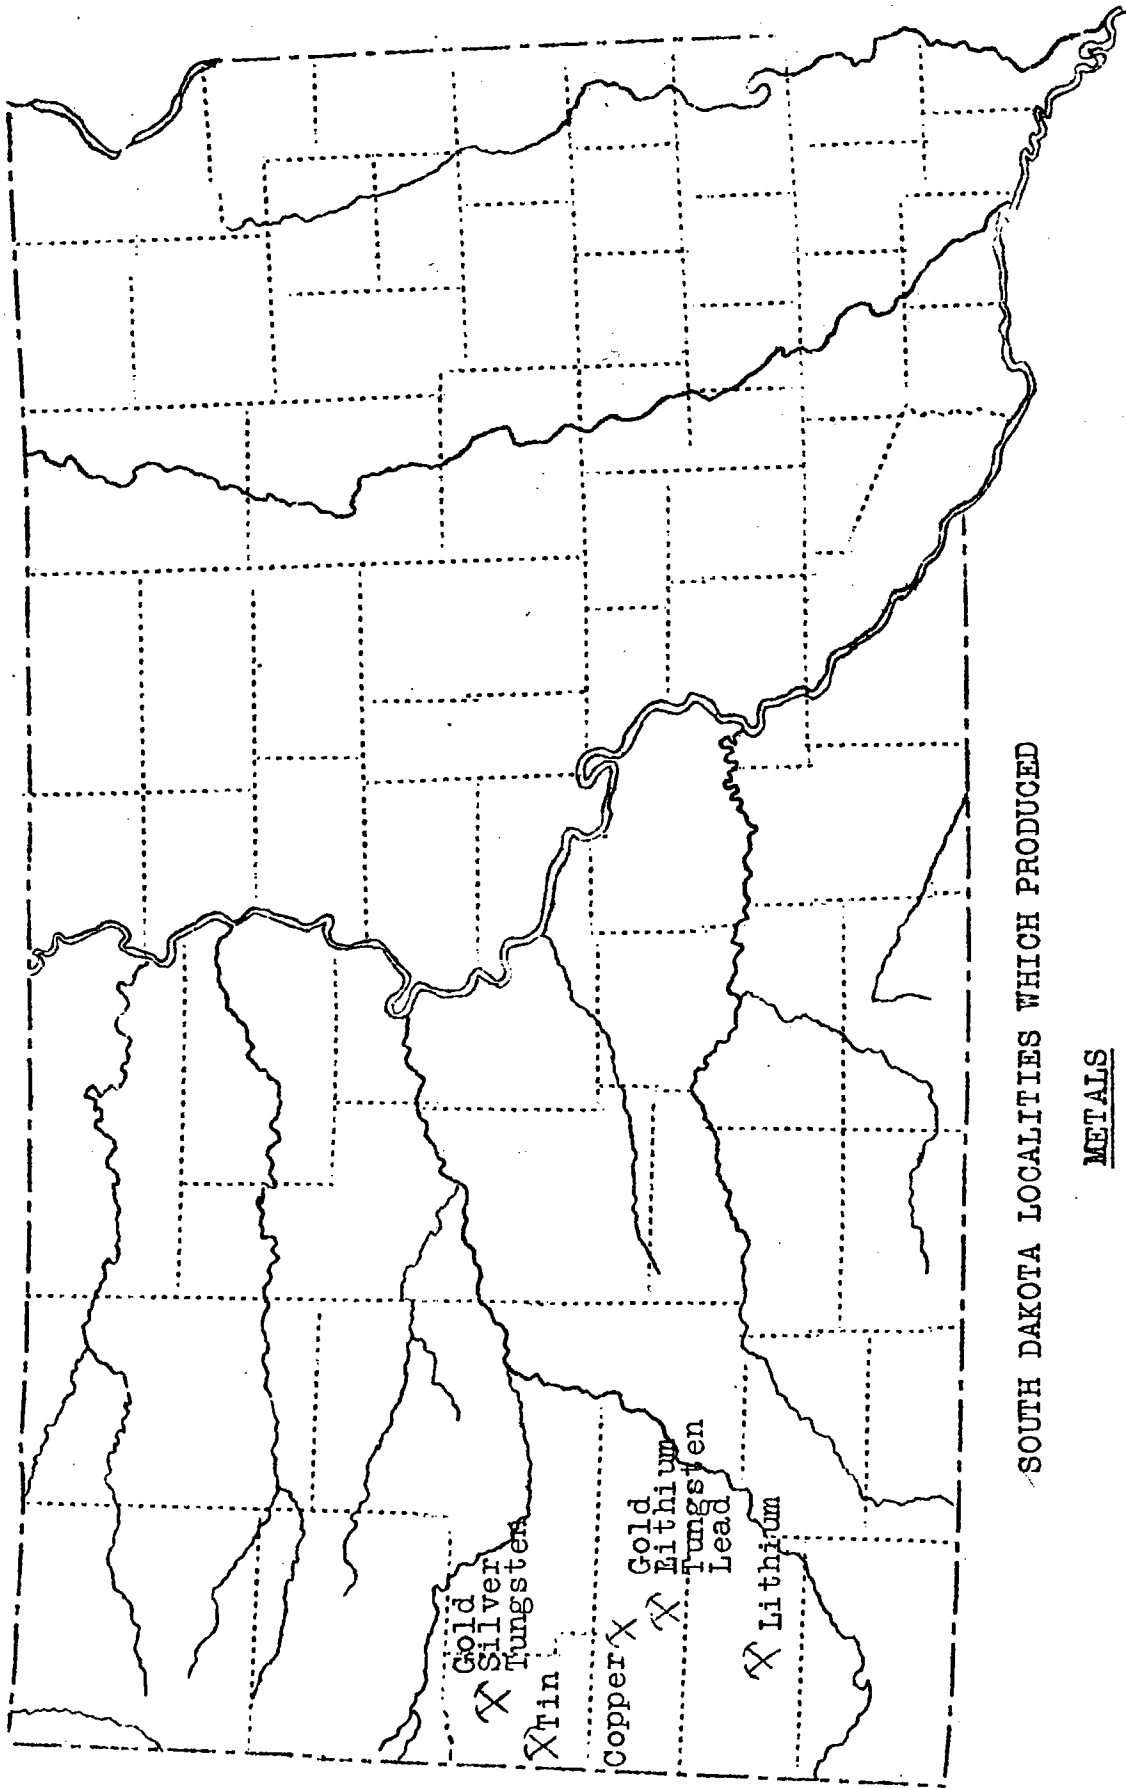 Gold
Silver
Tungsten
Tin
Copper
Gold
Lithium
Tungsten
Lead
Lithium
SOUTH DAKOTA LOCALITIES WHICH PRODUCED
METALS